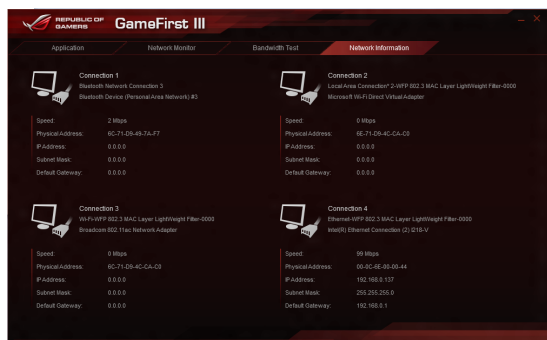 REPUBLIC OF
GAMERS
GameFirst III
Application
Network Monitor
Bandwidth Test
Network Information
Connection 1
Bluetooth Network Connection 3
Bluetooth Device (Personal Area Network) #3
Speed: 2 Mbps
Physical Address: 6C-71-D9-49-7A-F7
IP Address: 0.0.0.0
Subnet Mask: 0.0.0.0
Default Gateway: 0.0.0.0
Connection 2
Local Area Connection* 2-WFP 802.3 MAC Layer LightWeight Filter-0000
Microsoft Wi-Fi Direct Virtual Adapter
Speed: 0 Mbps
Physical Address: 6E-71-D9-4C-CA-C0
IP Address: 0.0.0.0
Subnet Mask: 0.0.0.0
Default Gateway: 0.0.0.0
Connection 3
Wi-Fi-WFP 802.3 MAC Layer LightWeight Filter-0000
Broadcom 802.11ac Network Adapter
Speed: 0 Mbps
Physical Address: 6C-71-D9-4C-CA-C0
IP Address: 0.0.0.0
Subnet Mask: 0.0.0.0
Default Gateway: 0.0.0.0
Connection 4
Ethernet-WFP 802.3 MAC Layer LightWeight Filter-0000
Intel(R) Ethernet Connection (2) I218-V
Speed: 99 Mbps
Physical Address: 00-0C-6E-00-00-44
IP Address: 192.168.0.137
Subnet Mask: 255.255.255.0
Default Gateway: 192.168.0.1